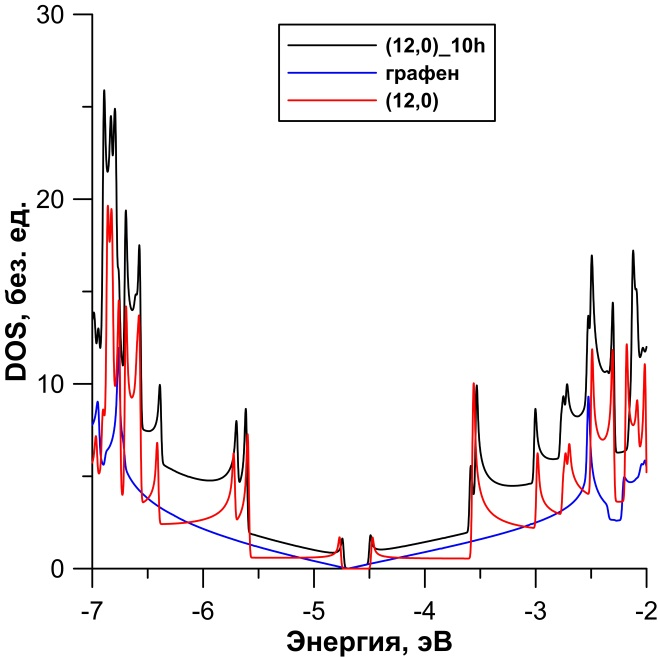 30
20
10
0
DOS, без. ед.
(12,0)_10h
графен
(12,0)
-7 -6 -5 -4 -3 -2
Энергия, эВ